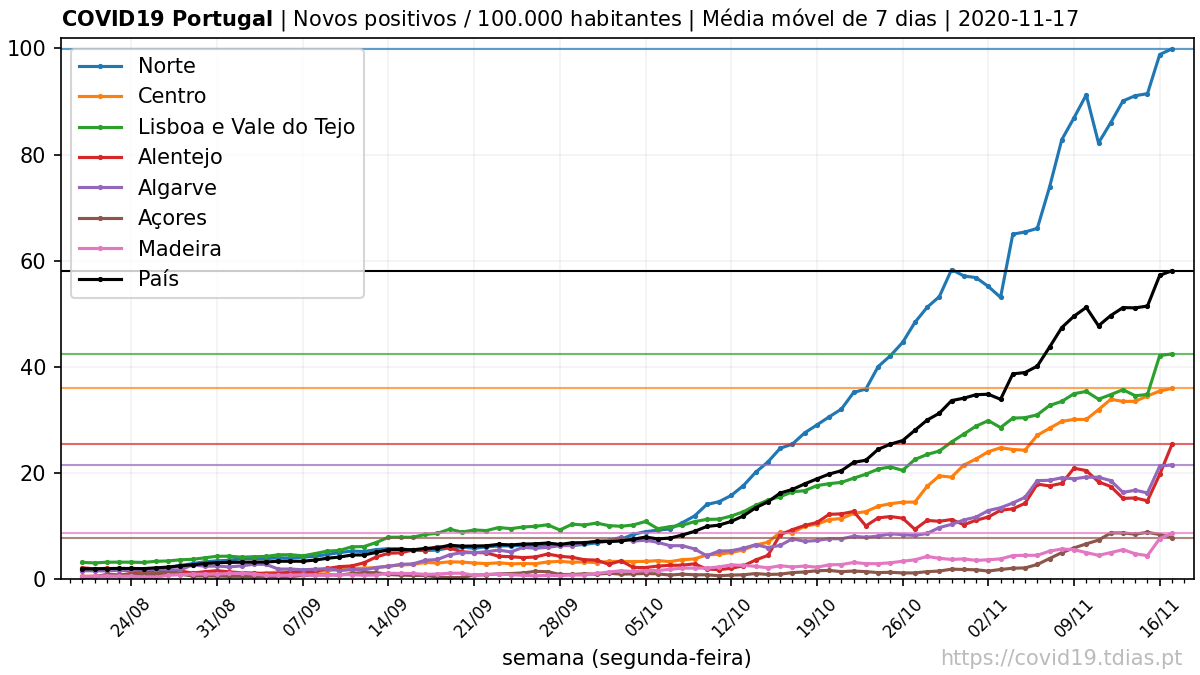 COVID19 Portugal | Novos positivos / 100.000 habitantes | Média móvel de 7 dias | 2020-11-17
100
80
60
40
20
0
Norte
Centro
Lisboa e Vale do Tejo
Alentejo
Algarve
Açores
Madeira
País
24/08 31/08 07/09 14/09 21/09 28/09 05/10 12/10 19/10 26/10 02/11 09/11 16/11
semana (segunda-feira)
https://covid19.tdias.pt